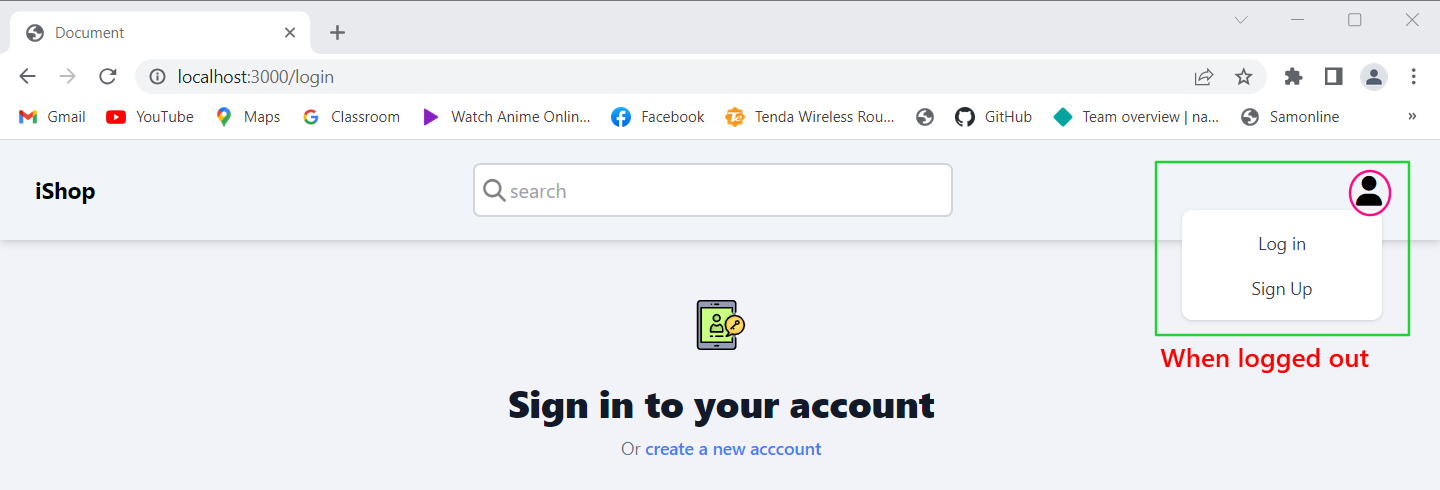 Document
localhost:3000/login
Gmail YouTube Maps Classroom Watch Anime Onlin... Facebook Tenda Wireless Rou... GitHub Team overview | na... Samonline »
iShop search
Log in
Sign Up
When logged out
Sign in to your account
Or create a new acccount